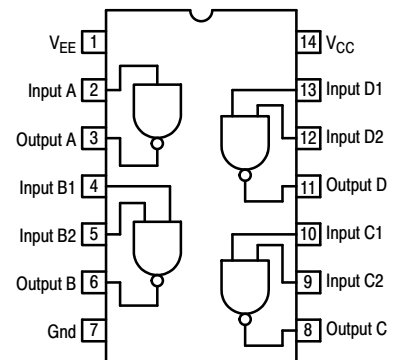 VEE 1
Input A 2
Output A 3
Input B1 4
Input B2 5
Output B 6
Gnd 7
14 VCC
13 Input D1
12 Input D2
11 Output D
10 Input C1
9 Input C2
8 Output C